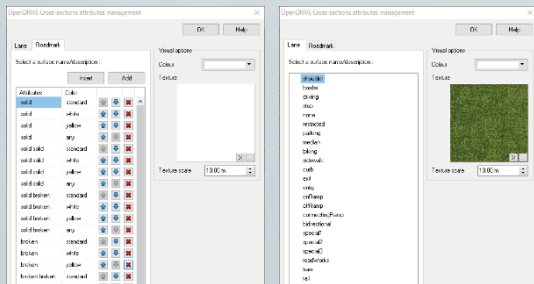 OpenDRIVE Cross-sections attributes management
OK
Help
Lane
Roadmark
Select a surface name/description:
Insert
Add
Attributes
Color
solid
standard
solid
white
solid
yellow
solid
any
solid solid
standard
solid solid
white
solid solid
yellow
solid solid
any
solid broken
standard
solid broken
white
solid broken
yellow
solid broken
any
broken
standard
broken
white
broken
yellow
broken broken
standard
Visual options
Colour
Texture
X
Texture scale
10.00 m
OpenDRIVE Cross-sections attributes management
OK
Help
Lane
Roadmark
Select a surface name/description:
shoulder
border
driving
stop
none
restricted
parking
median
biking
sidewalk
curb
exit
entry
onRamp
offRamp
connectingRamp
bidirectional
special1
special2
special3
roadworks
tram
rail
Visual options
Colour
Texture
X
Texture scale
10.00 m